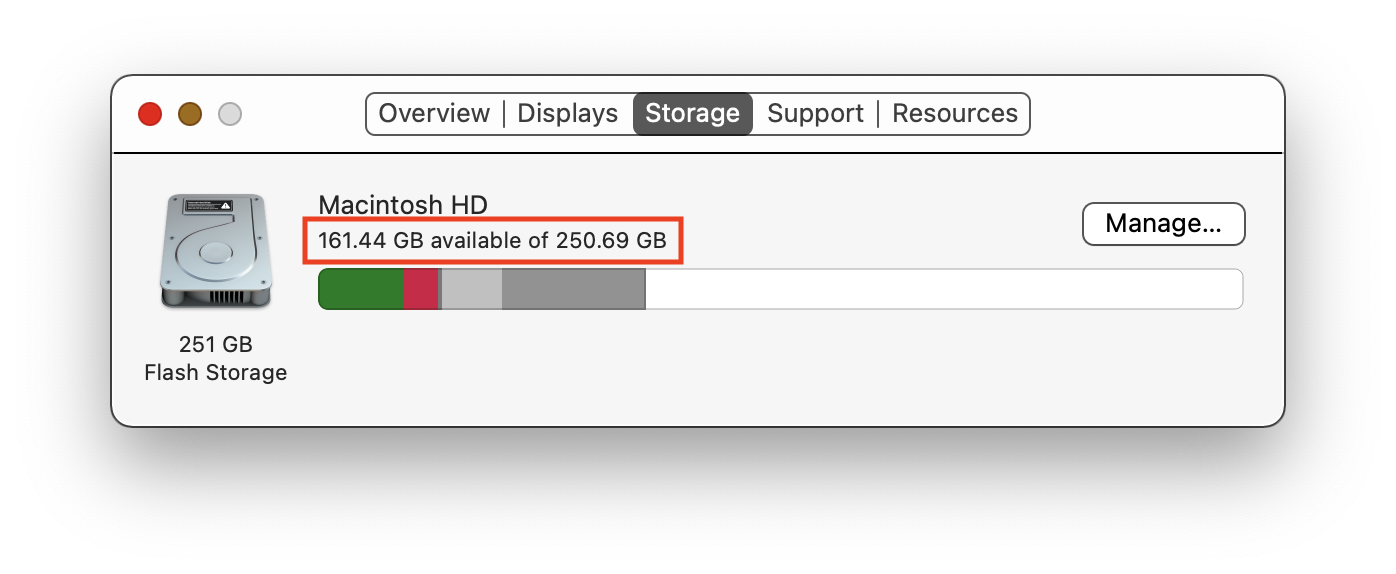 Overview | Displays Storage Support | Resources
Macintosh HD
161.44 GB available of 250.69 GB
Manage...
251 GB
Flash Storage